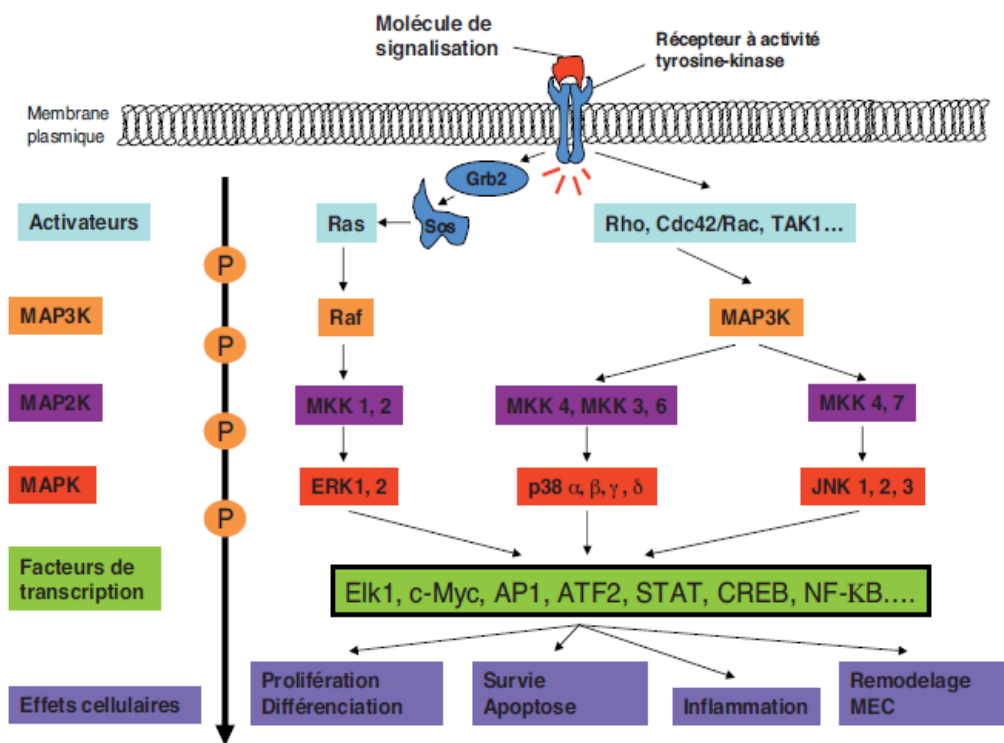 Molécule de
signalisation
Récepteur à activité
tyrosine-kinase
Membrane
plasmique
Grb2
Activateurs
Ras
Sos
Rho, Cdc42/Rac, TAK1...
P
MAP3K
Raf
MAP3K
P
MAP2K
MKK 1, 2
MKK 4, MKK 3, 6
MKK 4, 7
P
MAPK
ERK1, 2
p38 α, β, γ, δ
JNK 1, 2, 3
P
Facteurs de
transcription
Elk1, c-Myc, AP1, ATF2, STAT, CREB, NF-κB....
Effets cellulaires
Prolifération
Différenciation
Survie
Apoptose
Inflammation
Remodelage
MEC